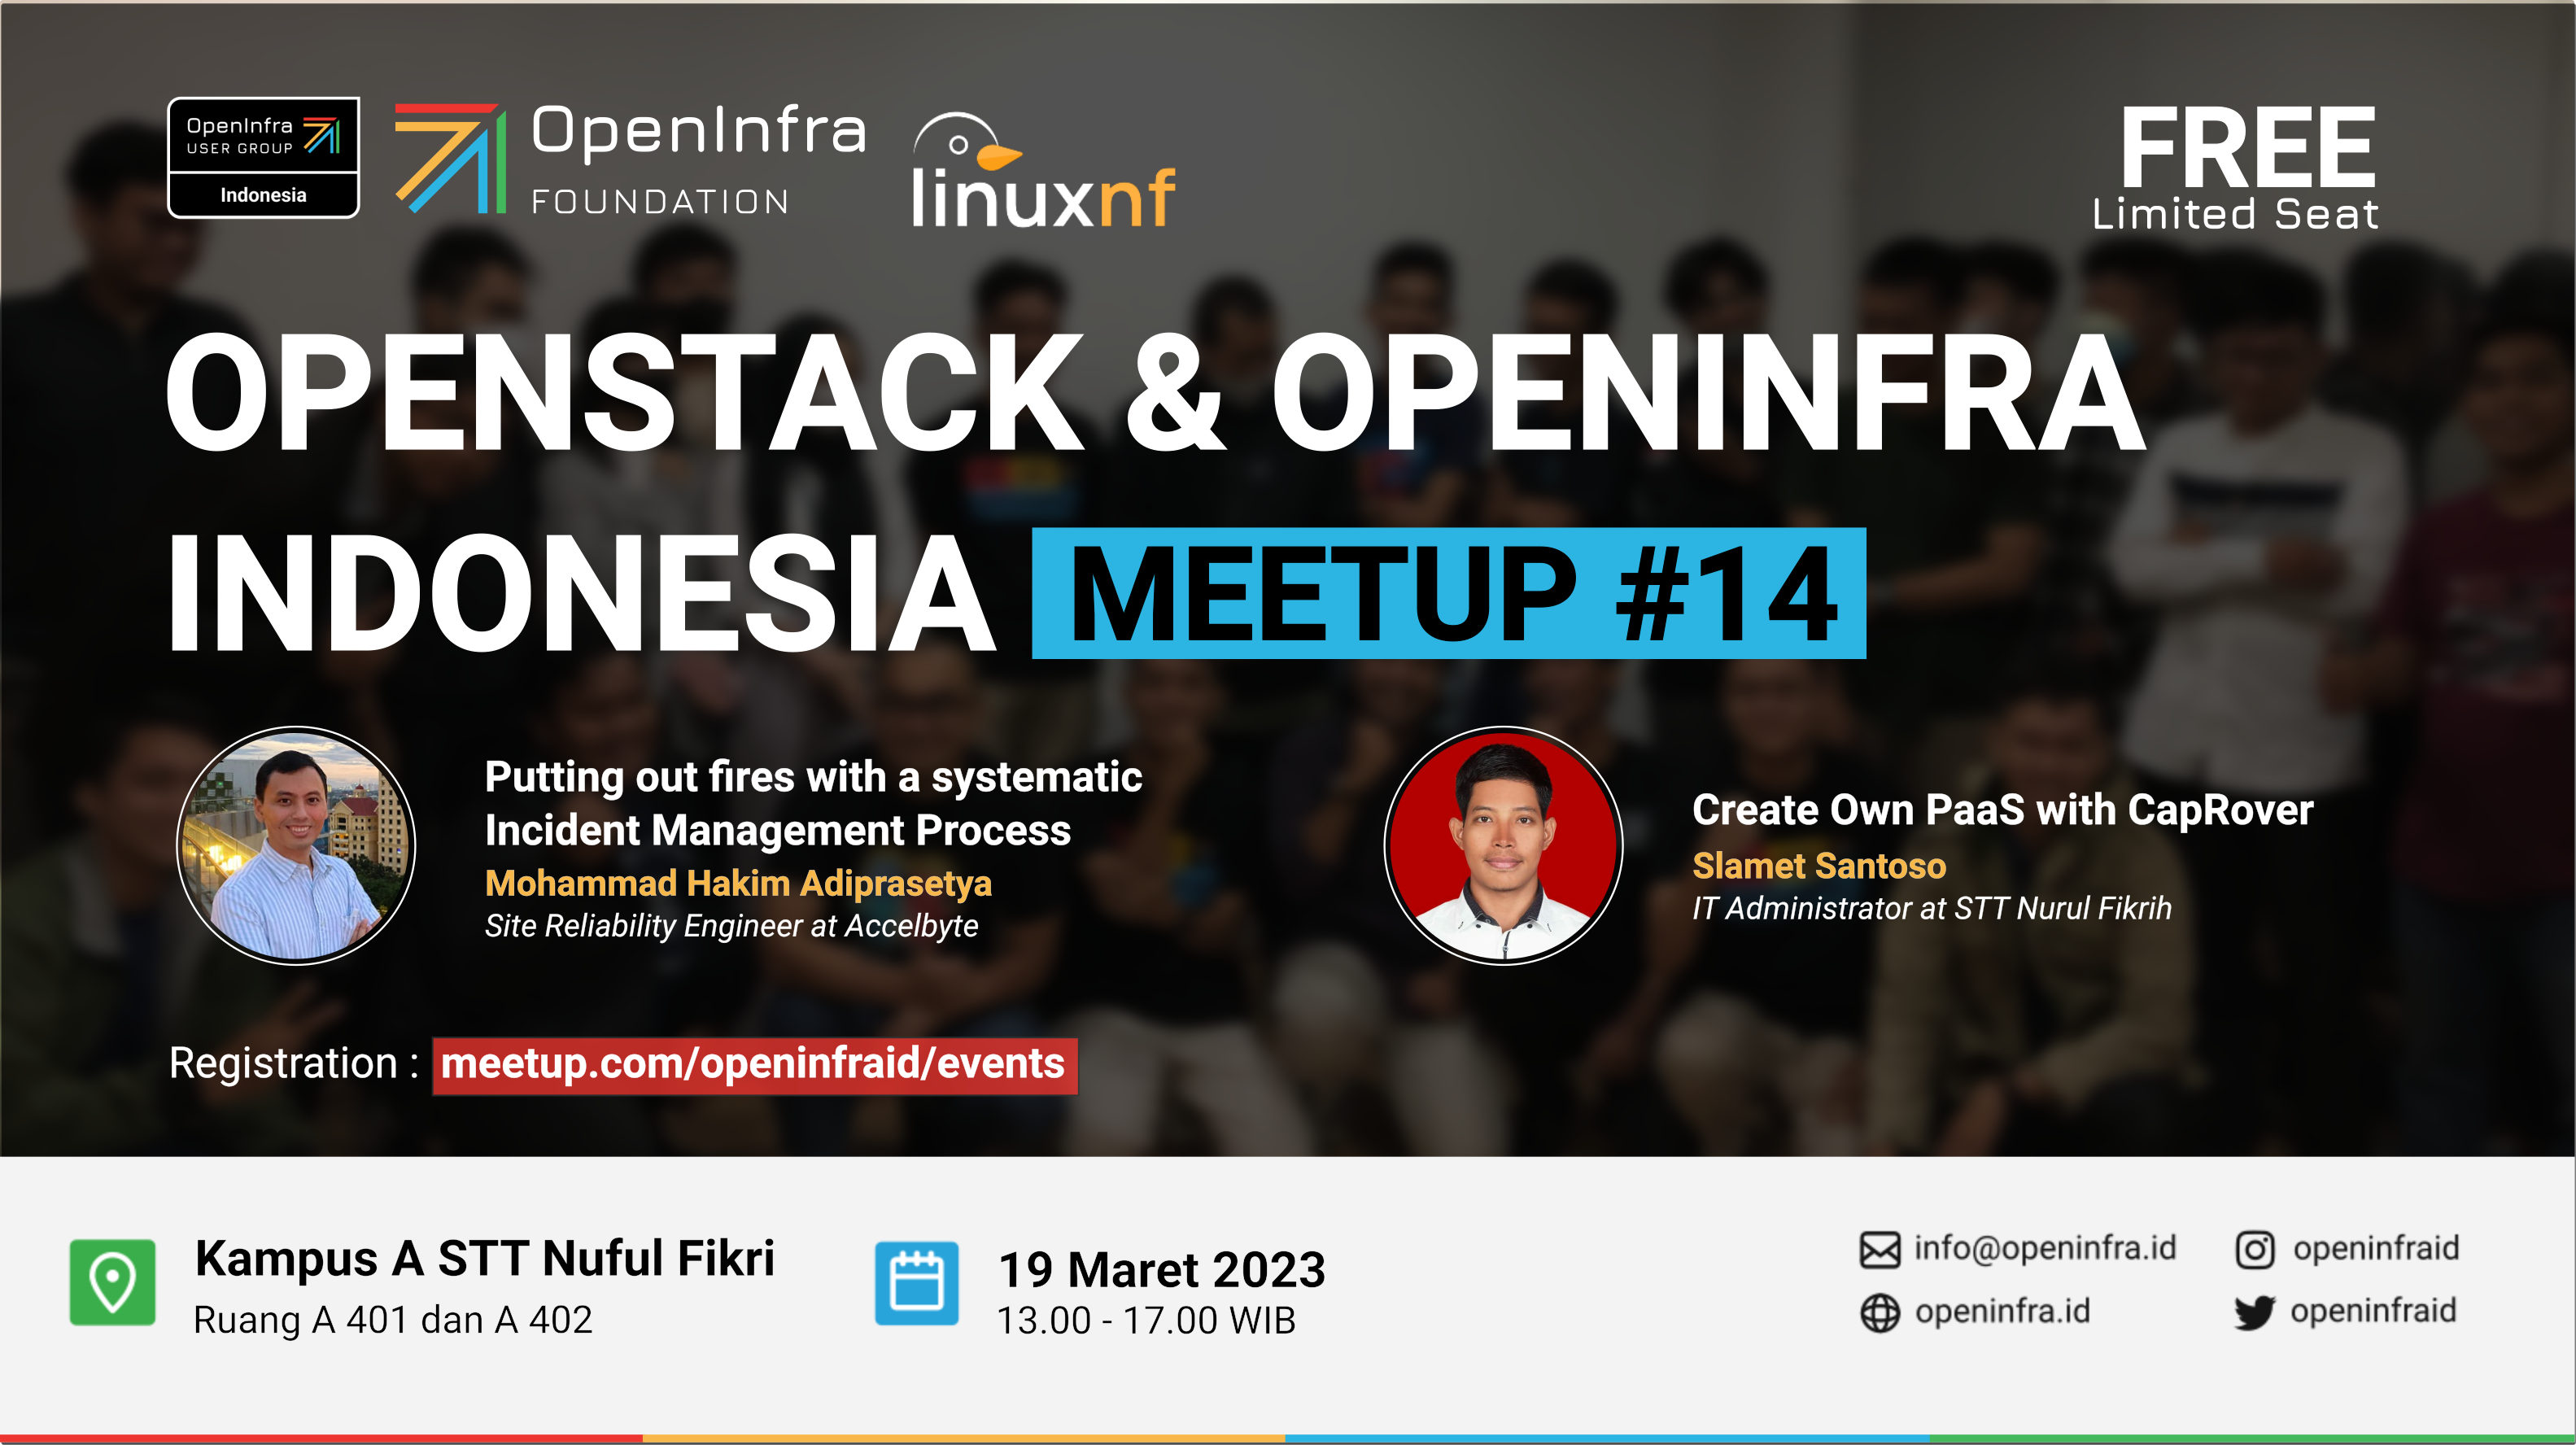 OpenInfra
USER GROUP
Indonesia
OpenInfra
FOUNDATION
linuxnf
FREE
Limited Seat
OPENSTACK & OPENINFRA
INDONESIA MEETUP #14
Putting out fires with a systematic
Incident Management Process
Mohammad Hakim Adiprasetya
Site Reliability Engineer at Accelbyte
Create Own PaaS with CapRover
Slamet Santoso
IT Administrator at STT Nurul Fikrih
Registration : meetup.com/openinfraid/events
Kampus A STT Nuful Fikri
Ruang A 401 dan A 402
19 Maret 2023
13.00 - 17.00 WIB
info@openinfra.id
openinfraid
openinfra.id
openinfraid